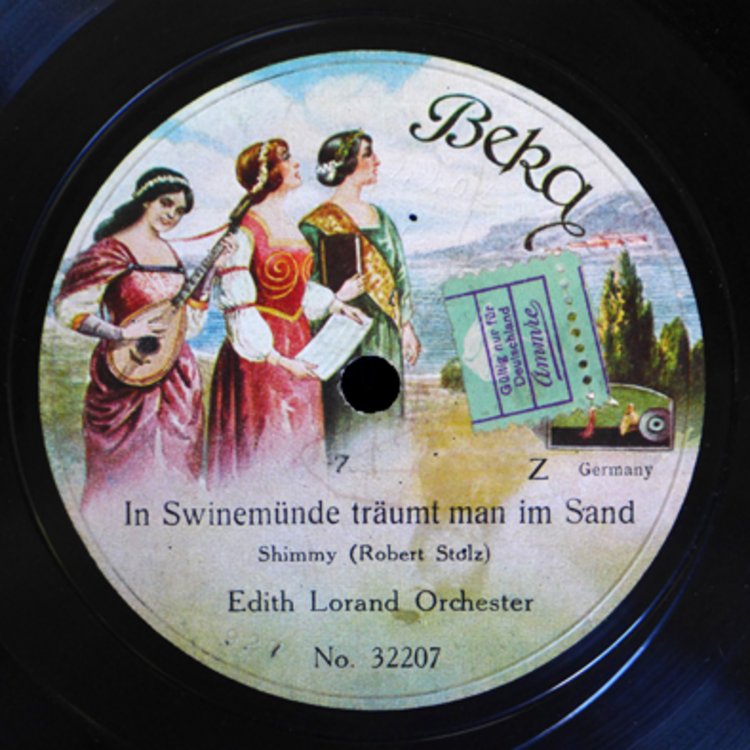 Beka
Gültig nur für
Deutschland
Ammre
7
Z Germany
In Swinemünde träumt man im Sand
Shimmy (Robert Stolz)
Edith Lorand Orchester
No. 32207